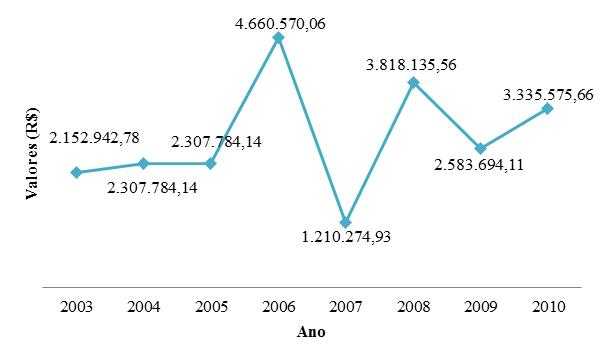 4.660.570,06
3.818.135,56
3.335.575,66
2.152.942,78
2.307.784,14
2.583.694,11
2.307.784,14
1.210.274,93
Valores (R$)
2003 2004 2005 2006 2007 2008 2009 2010
Ano